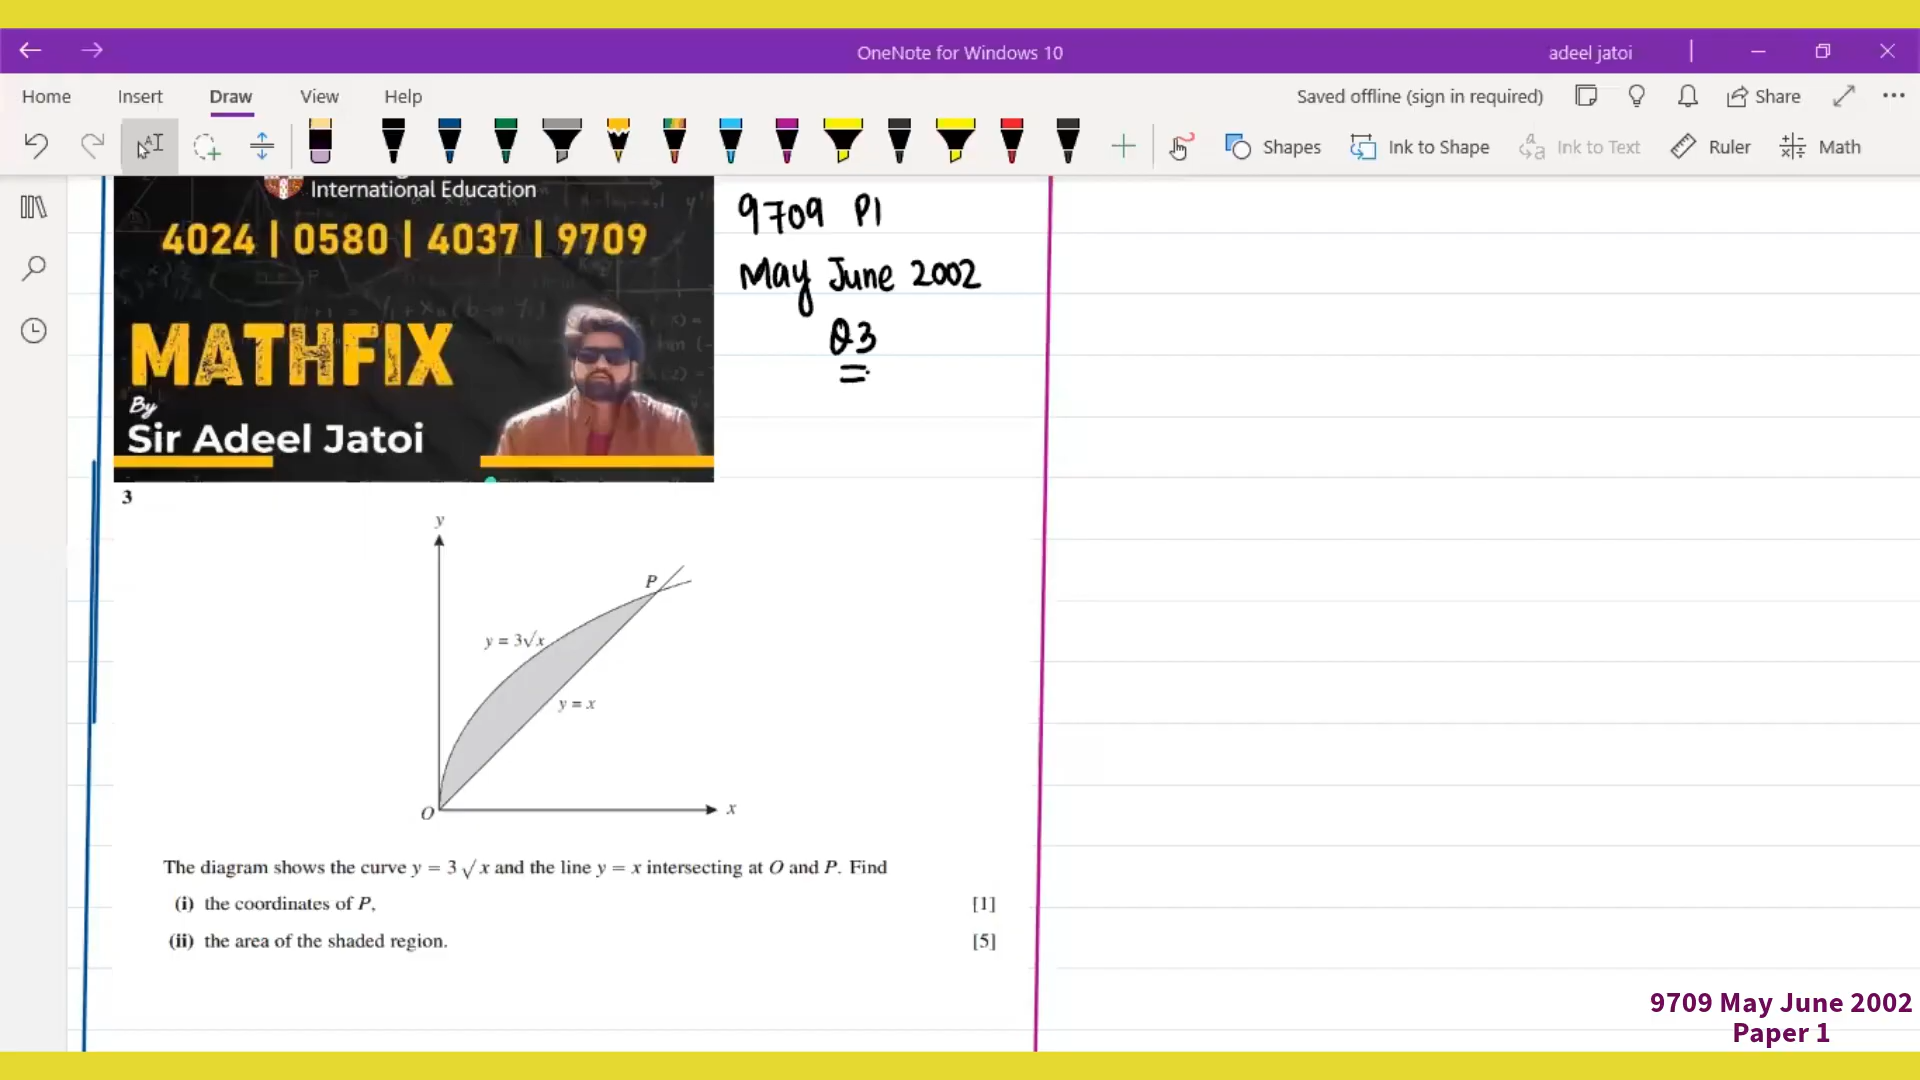 OneNote for Windows 10
adeel jatoi
Home Insert Draw View Help
Saved offline (sign in required)
Share
Shapes
Ink to Shape
Ink to Text
Ruler
Math
International Education
4024 | 0580 | 4037 | 9709
MATHFIX
By
Sir Adeel Jatoi
9709 P1
May June 2002
Q3
3
y
P
y = 3√x
y = x
O
x
The diagram shows the curve y = 3√x and the line y = x intersecting at O and P. Find
(i) the coordinates of P, [1]
(ii) the area of the shaded region. [5]
9709 May June 2002
Paper 1